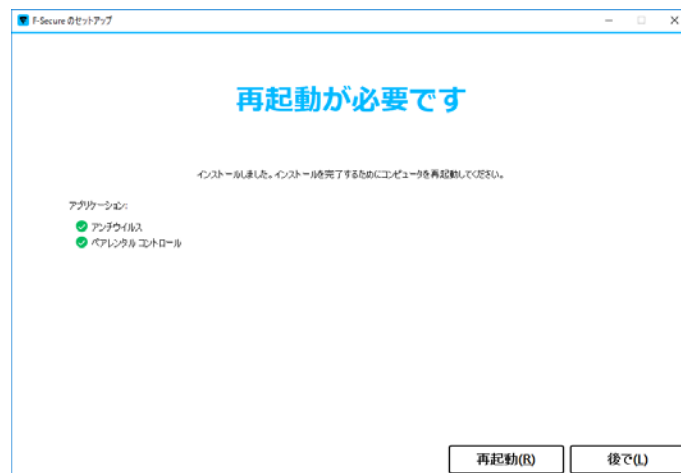 F-Secure のセットアップ
再起動が必要です
インストールしました。インストールを完了するためにコンピュータを再起動してください。
アプリケーション:
アンチウイルス
ペアレンタル コントロール
再起動(R)
後で(L)